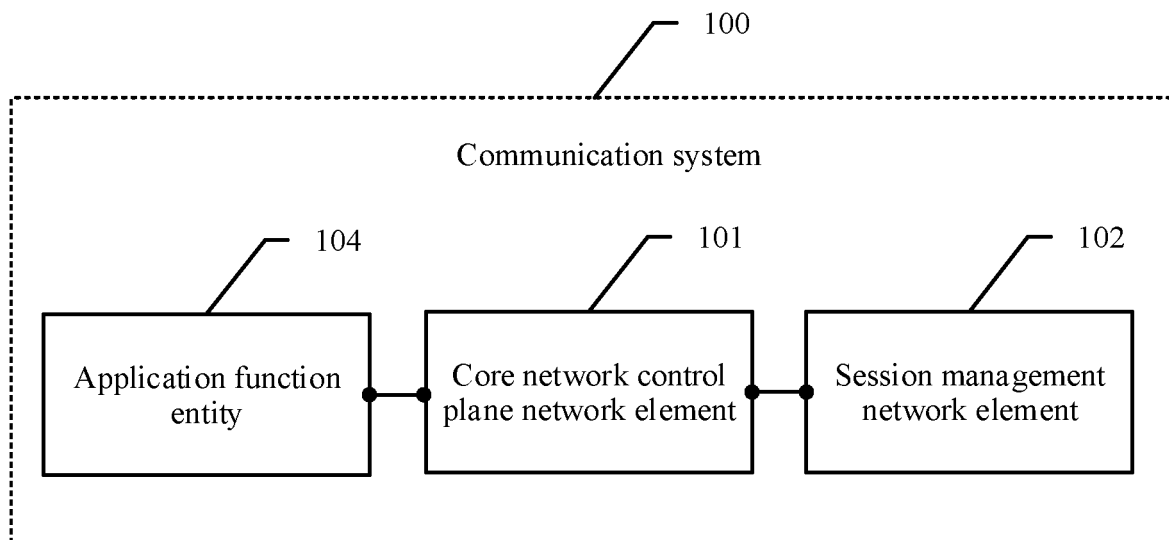 100
Communication system
104
101
102
Application function
entity
Core network control
plane network element
Session management
network element